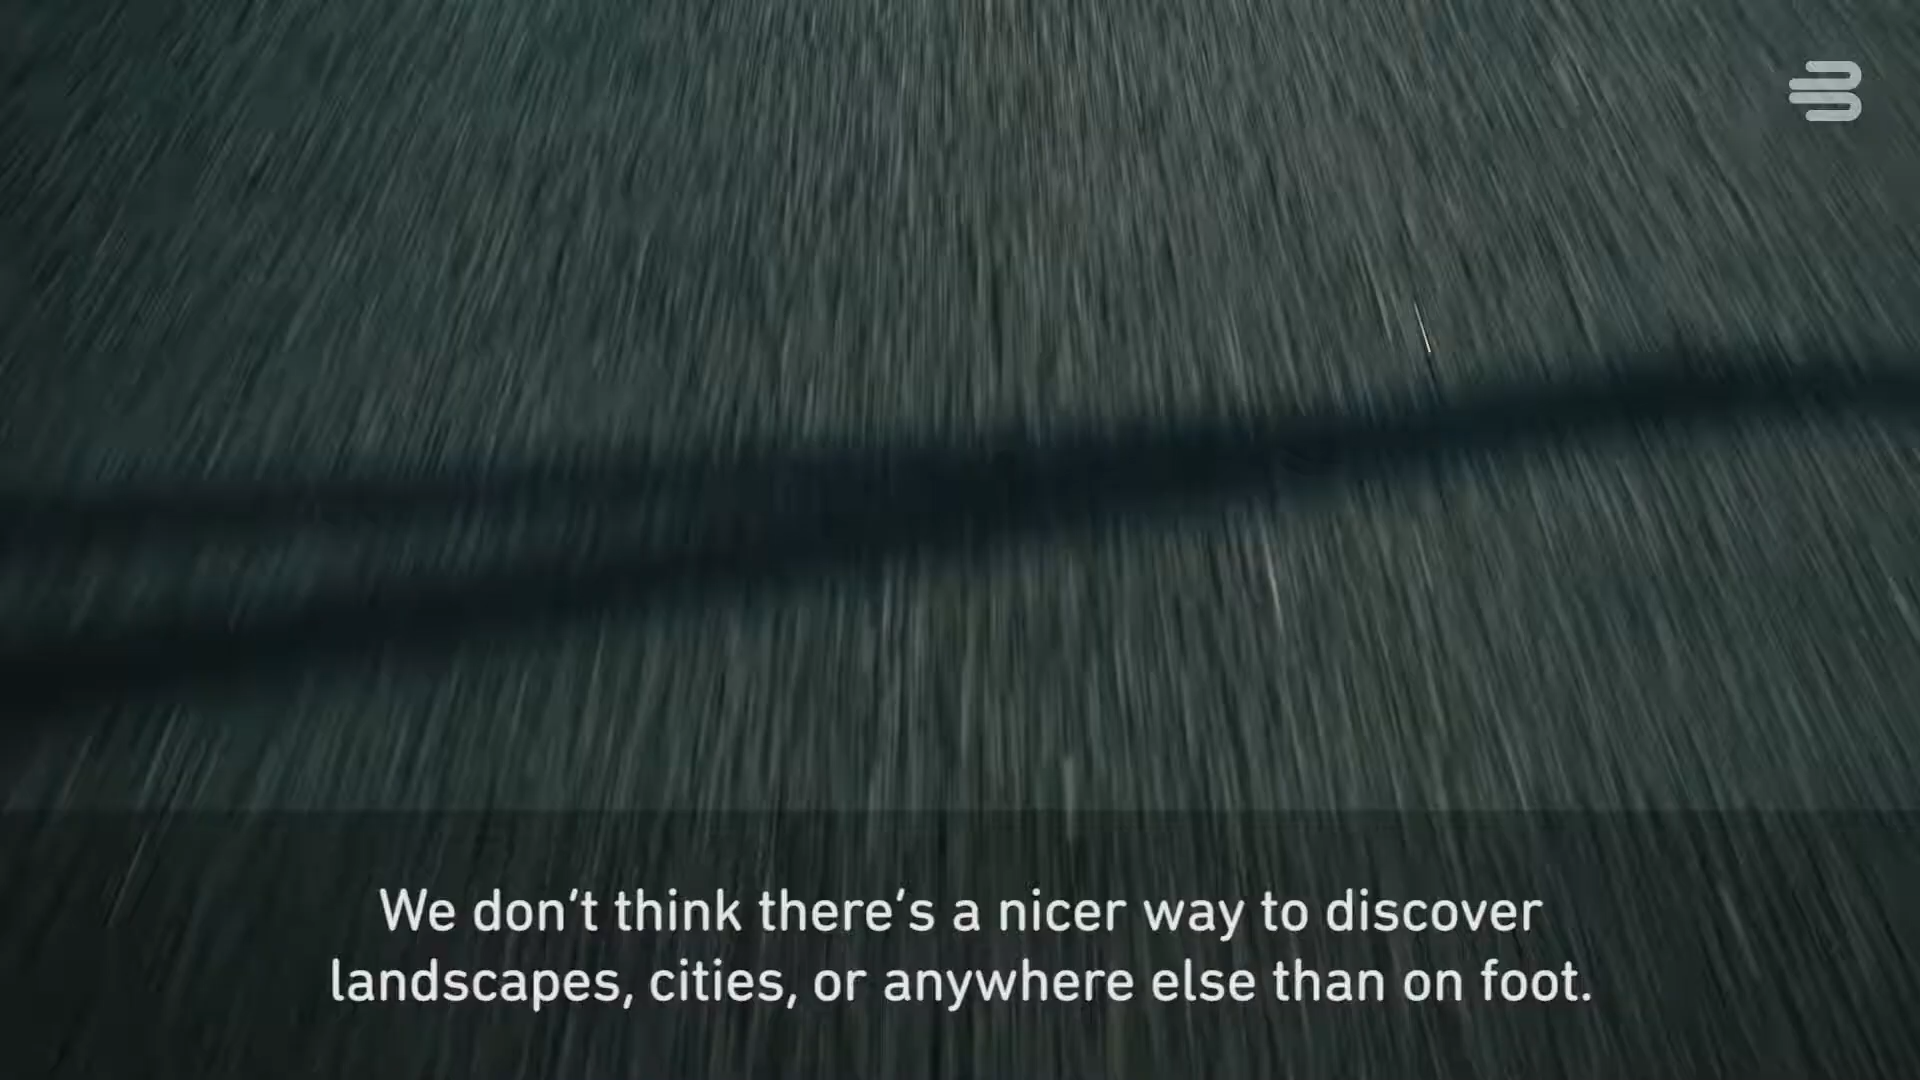 We don't think there's a nicer way to discover
landscapes, cities, or anywhere else than on foot.